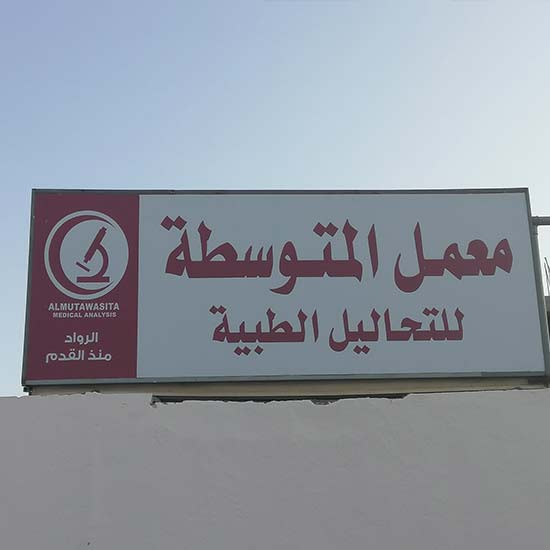 معمل المتوسطة
للتحاليل الطبية
ALMUTAWASITA
MEDICAL ANALYSIS
الرواد
منذ القدم